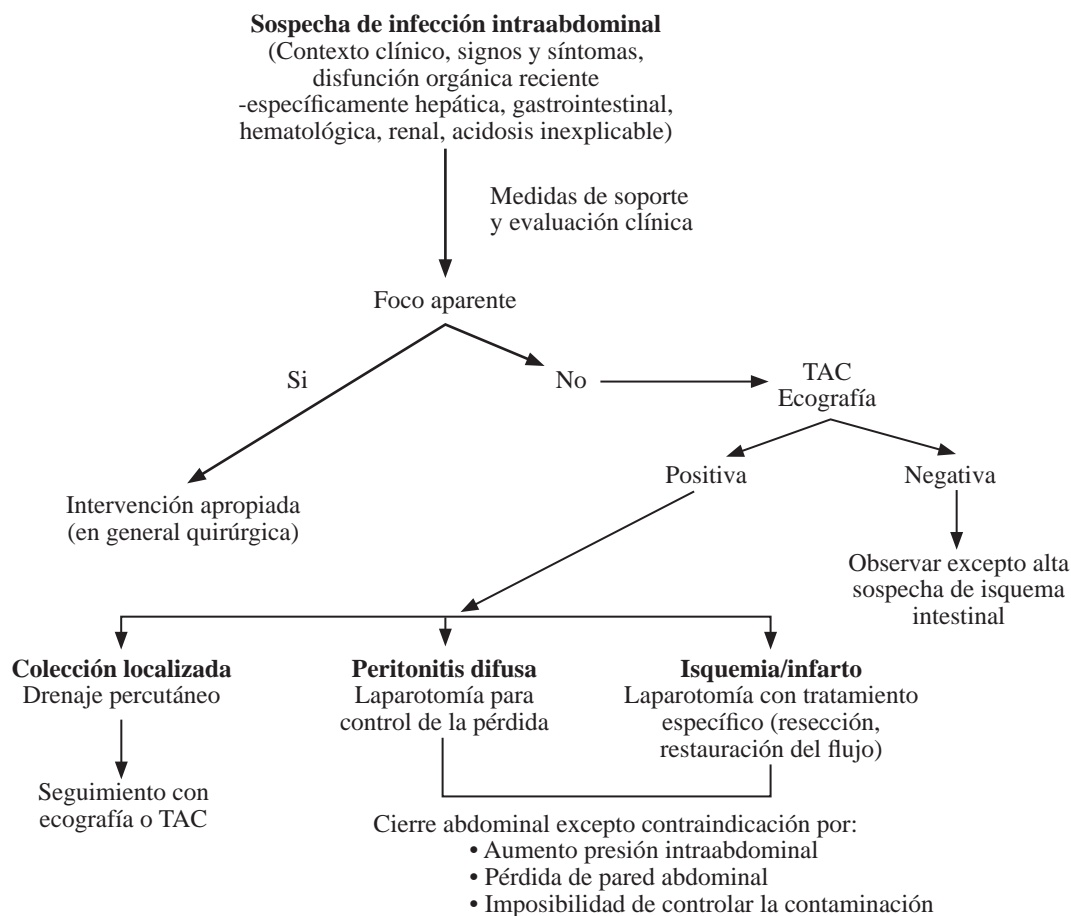 Sospecha de infección intraabdominal
(Contexto clínico, signos y síntomas,
disfunción orgánica reciente
-específicamente hepática, gastrointestinal,
hematológica, renal, acidosis inexplicable)
Medidas de soporte
y evaluación clínica
Foco aparente
Si
No
TAC
Ecografía
Positiva
Negativa
Intervención apropiada
(en general quirúrgica)
Observar excepto alta
sospecha de isquema
intestinal
Colección localizada
Drenaje percutáneo
Peritonitis difusa
Laparotomía para
control de la pérdida
Isquemia/infarto
Laparotomía con tratamiento
específico (resección,
restauración del flujo)
Seguimiento con
ecografía o TAC
Cierre abdominal excepto contraindicación por:
• Aumento presión intraabdominal
• Pérdida de pared abdominal
• Imposibilidad de controlar la contaminación